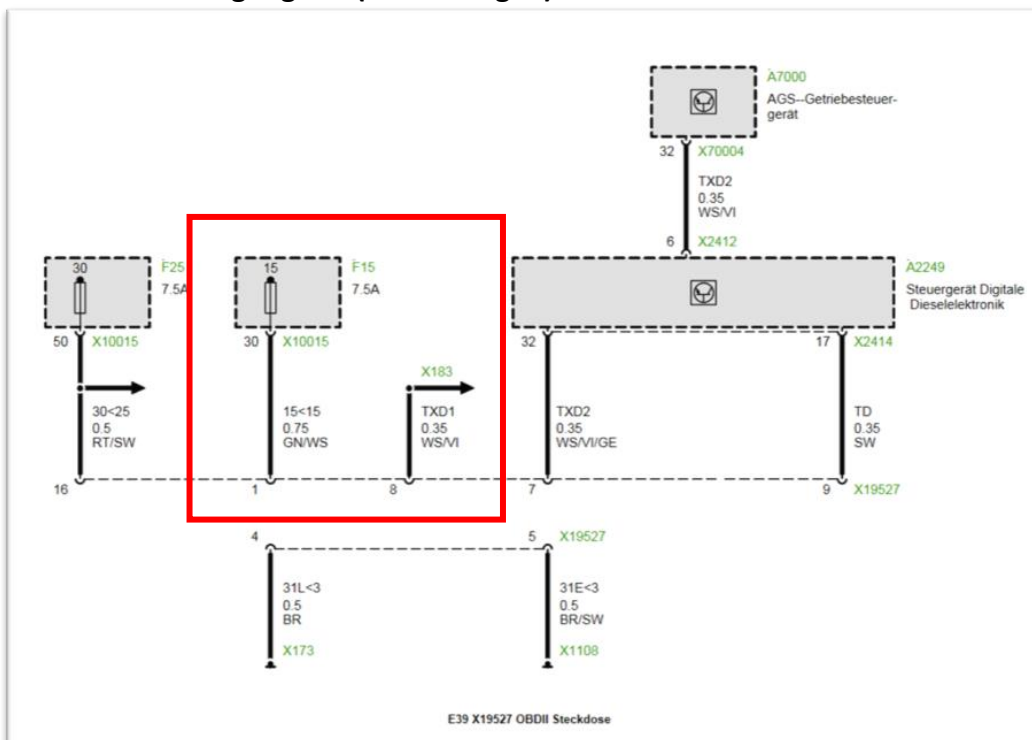 A7000
AGS--Getriebesteuer-
gerät
32 X70004
TXD2
0.35
WS/VI
6 X2412
30 F25
7.5A
15 F15
7.5A
A2249
Steuergerät Digitale
Dieselelektronik
50 X10015
30 X10015
32
17 X2414
X183
30<25
0.5
RT/SW
15<15
0.75
GN/WS
TXD1
0.35
WS/VI
TXD2
0.35
WS/VI/GE
TD
0.35
SW
16 1 8 7 9 X19527
4 5 X19527
31L<3
0.5
BR
X173
31E<3
0.5
BR/SW
X1108
E39 X19527 OBDII Steckdose